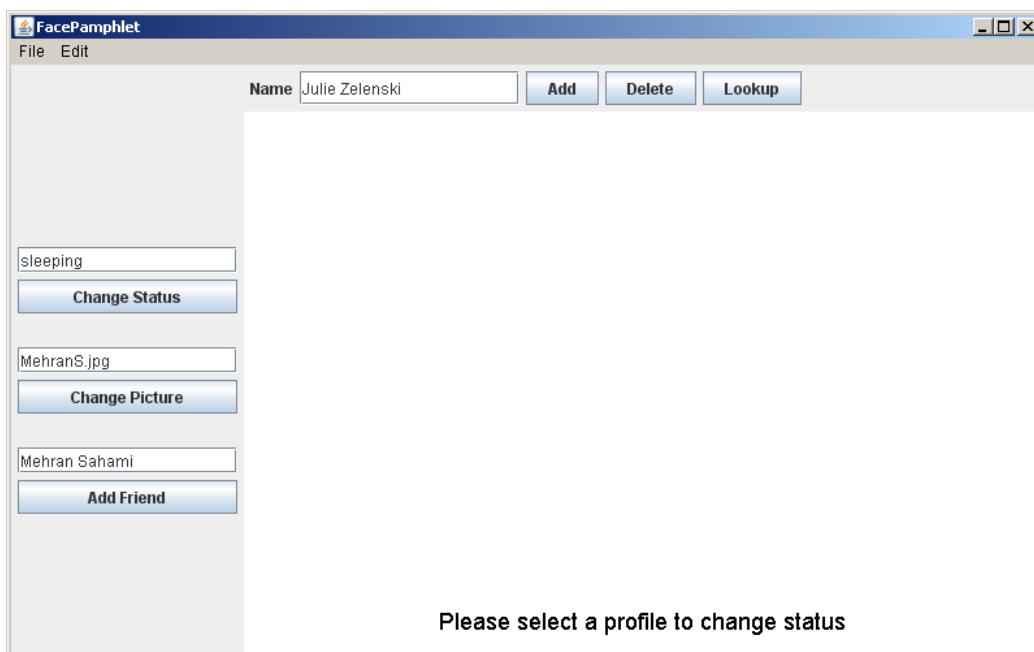 FacePamphlet
File Edit
Name Julie Zelenski Add Delete Lookup
sleeping
Change Status
MehranS.jpg
Change Picture
Mehran Sahami
Add Friend
Please select a profile to change status